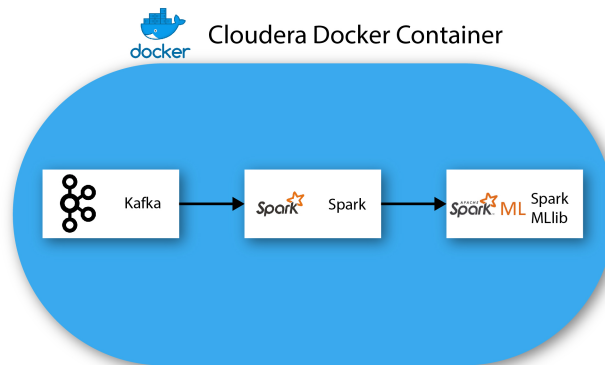 docker
Cloudera Docker Container
Kafka
Spark
Spark
APACHE
Spark ML
Spark
MLlib